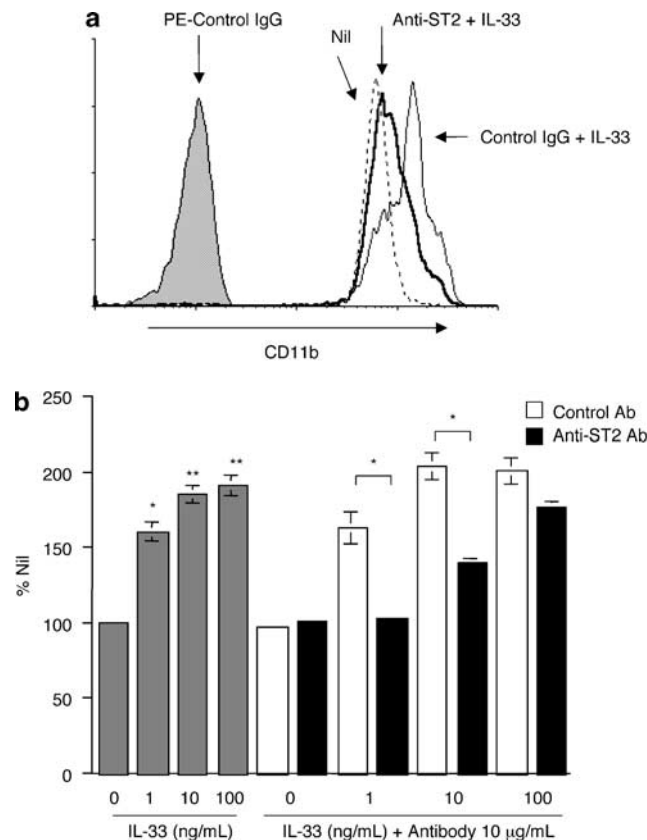 a
PE-Control IgG
Nil
Anti-ST2 + IL-33
Control IgG + IL-33
CD11b
b
% Nil
250
200
150
100
50
0
*
**
**
*
*
Control Ab
Anti-ST2 Ab
0 1 10 100 0 1 10 100
IL-33 (ng/mL) IL-33 (ng/mL) + Antibody 10 µg/mL